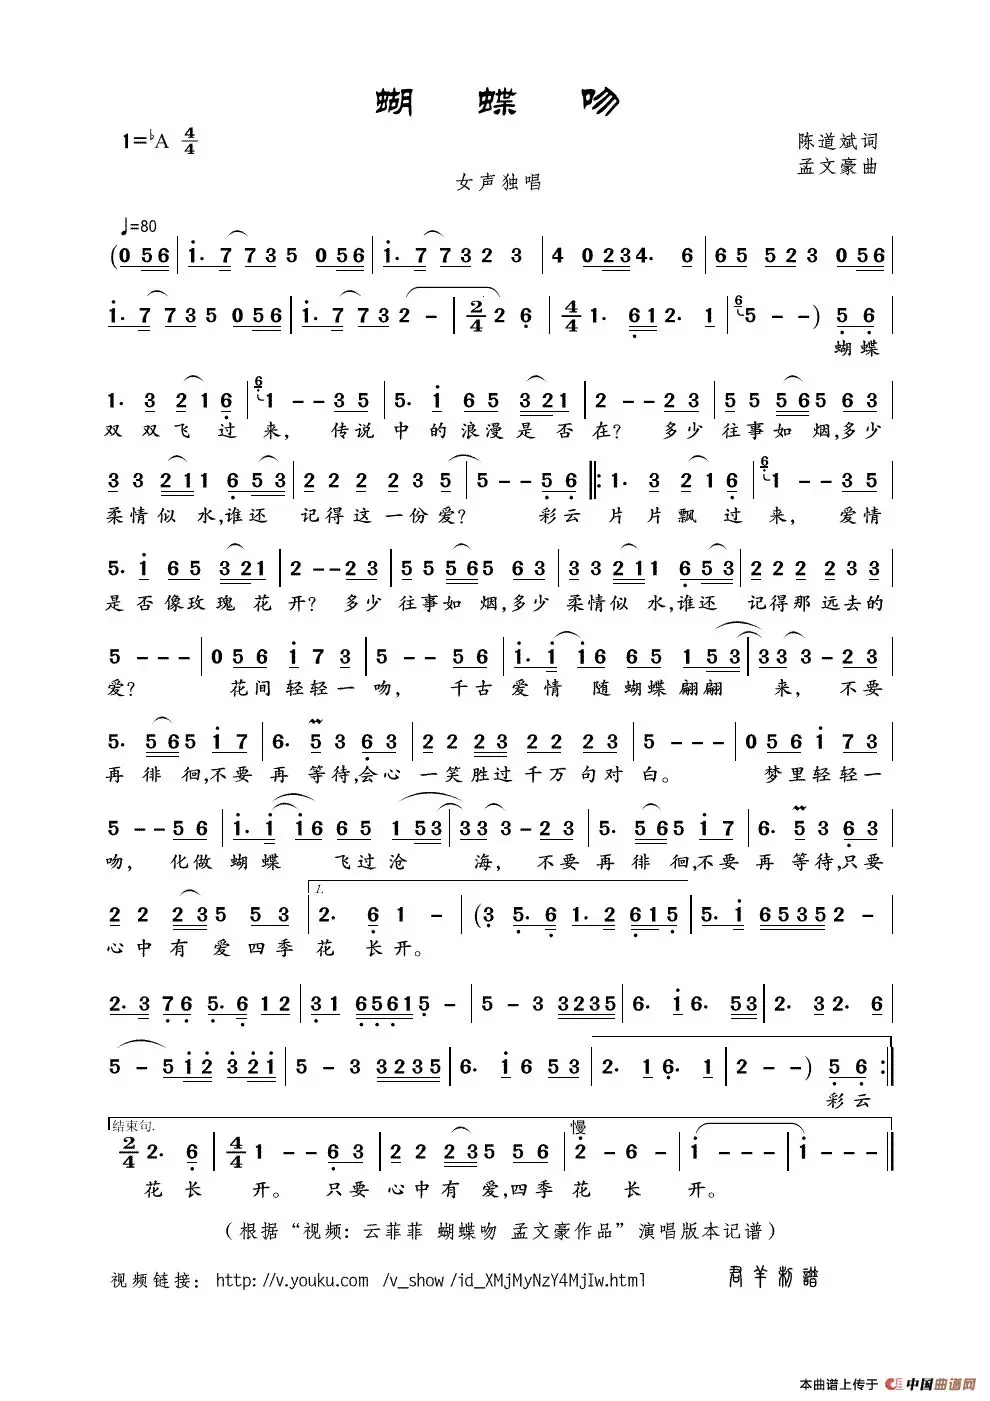 蝴 蝶 吻
1=♭A 4/4
陈道斌词
孟文豪曲
女声独唱
♩=80
(0 5 6 | i· 7 7 3 5 0 5 6 | i· 7 7 3 2 3 | 4 0 2 3 4· 6 | 6 5 5 2 3 0 5 6 |
i· 7 7 3 5 0 5 6 | i· 7 7 3 2 - | 2/4 2 6 | 4/4 1· 6 1 2· 1 | 6 5 - - ) 5 6
蝴 蝶
1· 3 2 1 6 | 6 1 - - 3 5 | 5· i 6 5 3 2 1 | 2 - - 2 3 | 5 5 5 6 5 6 3
双 双 飞 过 来, 传说 中 的 浪漫 是 否 在? 多少 往事如 烟,多少
3 3 2 1 1 6 5 3 | 2 2 2 2 3 5 | 5 - - 5 6 |: 1· 3 2 1 6 | 6 1 - - 3 5
柔情似 水,谁还 记得这 一份爱? 彩云 片 片 飘 过 来, 爱情
5· i 6 5 3 2 1 | 2 - - 2 3 | 5 5 5 6 5 6 3 | 3 3 2 1 1 6 5 3 | 2 2 2 2 3 3
是 否 像玫瑰 花 开? 多少 往事如 烟,多少 柔情似 水,谁还 记得那 远去的
5 - - - | 0 5 6 i 7 3 | 5 - - 5 6 | i· i i 6 6 5 1 5 3 | 3 3 3 - 2 3
爱? 花间 轻轻一 吻, 千古 爱 情 随 蝴蝶 翩翩 来, 不要
5· 5 6 5 i 7 | 6· 5 3 6 3 | 2 2 2 3 2 2 2 3 | 5 - - - | 0 5 6 i 7 3
再 徘 徊,不要 再 等待,会心 一 笑胜过 千万 句对 白。 梦里轻轻一
5 - - 5 6 | i· i i 6 6 5 1 5 3 | 3 3 3 - 2 3 | 5· 5 6 5 i 7 | 6· 5 3 6 3
吻, 化做 蝴 蝶 飞过 沧 海, 不要 再 徘 徊,不要 再 等待,只要
1.
2 2 2 3 5 5 3 | 2· 6 1 - | (3 5· 6 1· 2 6 1 5 | 5· i 6 5 3 5 2 -
心 中 有 爱 四 季 花 长 开。
2· 3 7 6 5· 6 1 2 | 3 1 6 5 6 1 5 - | 5 - 3 3 2 3 5 | 6· i 6· 5 3 | 2· 3 2· 6
5 - 5 i 2 3 2 i | 5 - 3 3 2 3 5 | 6· i 6 5 3 | 2· 1 6· 1 | 2 - - ) 5 6 :|
彩云
结束句.
慢
2/4 2· 6 | 4/4 1 - - 6 3 | 2 2 2 3 5 5 6 | 2 - 6 - | i - - - | i - - - ‖
花 长 开。 只要 心中有 爱,四季 花 长 开。
（根据“视频: 云菲菲 蝴蝶吻 孟文豪作品”演唱版本记谱）
视频链接: http://v.youku.com /v_show /id_XMjMyNzY4MjIw.html
君羊制谱
本曲谱上传于 中国曲谱网